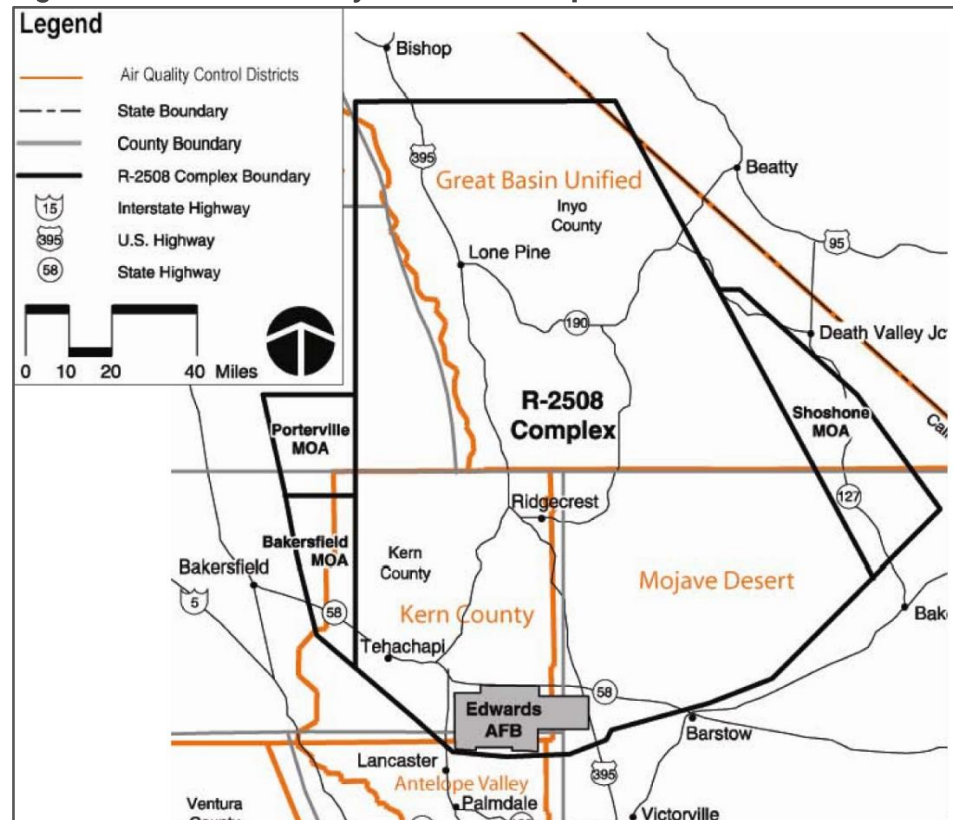 Legend
Air Quality Control Districts
State Boundary
County Boundary
R-2508 Complex Boundary
15
Interstate Highway
395
U.S. Highway
58
State Highway
0 10 20 40 Miles
Bishop
395
Great Basin Unified
Inyo
County
Beatty
95
Lone Pine
190
Death Valley Jc
R-2508
Complex
Shoshone
MOA
Porterville
MOA
127
Ridgecrest
Bakersfield
MOA
Kern
County
Bakersfield
5
58
Kern County
Mojave Desert
Tehachapi
58
Edwards
AFB
Barstow
Lancaster
395
Antelope Valley
Palmdale
Ventura
Victorville